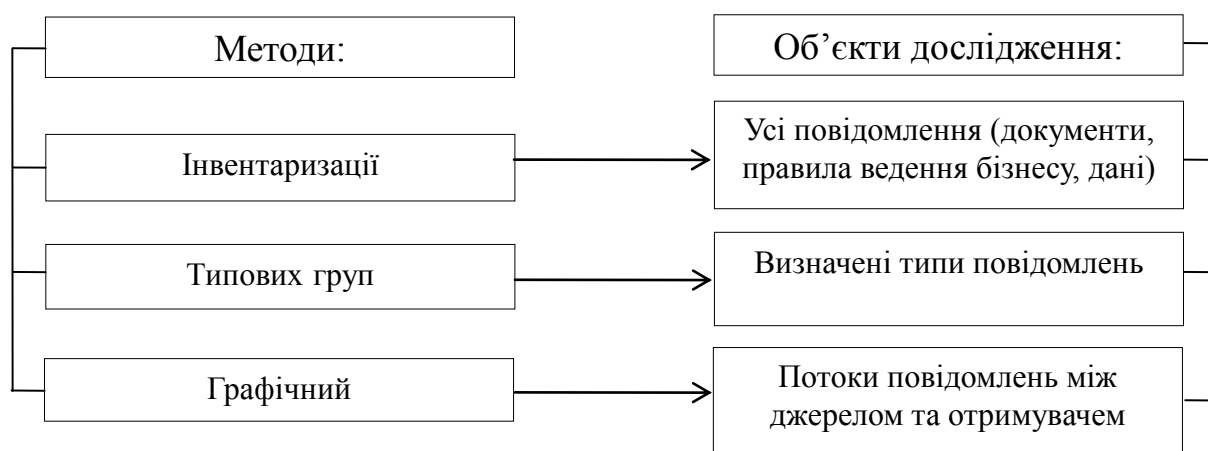 Методи:
Об’єкти дослідження:
Інвентаризації
Усі повідомлення (документи,
правила ведення бізнесу, дані)
Типових груп
Визначені типи повідомлень
Графічний
Потоки повідомлень між
джерелом та отримувачем